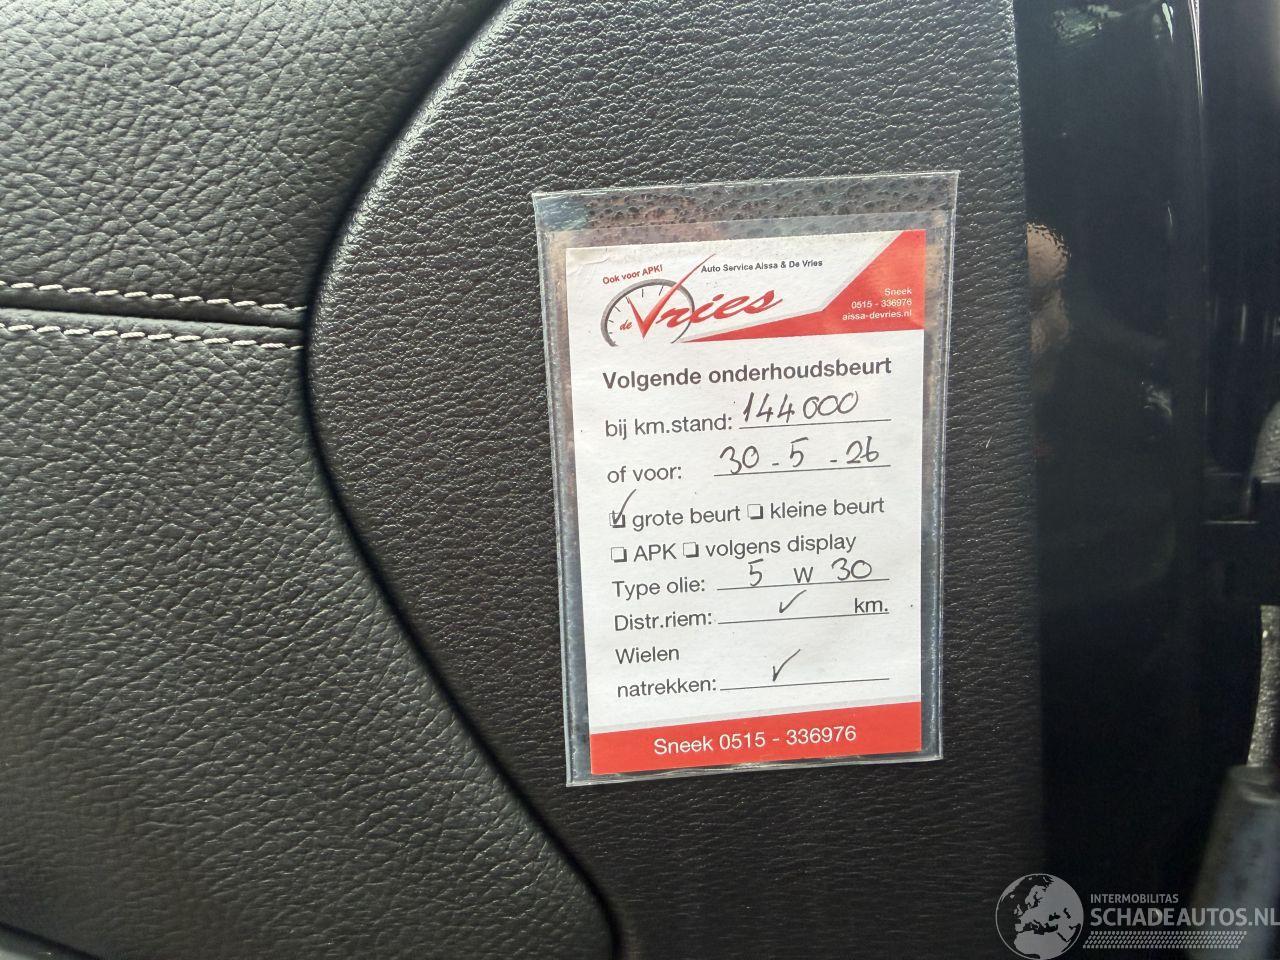 Ook voor APK!
Auto Service Aissa & De Vries
de Vries
Sneek
0515 - 336976
aissa-devries.nl
Volgende onderhoudsbeurt
bij km.stand: 144000
of voor: 30 - 5 - 26
☑ grote beurt ☐ kleine beurt
☐ APK ☐ volgens display
Type olie: 5 W 30
Distr.riem: ✓ km.
Wielen
natrekken: ✓
Sneek 0515 - 336976
INTERMOBILITAS
SCHADEAUTOS.NL